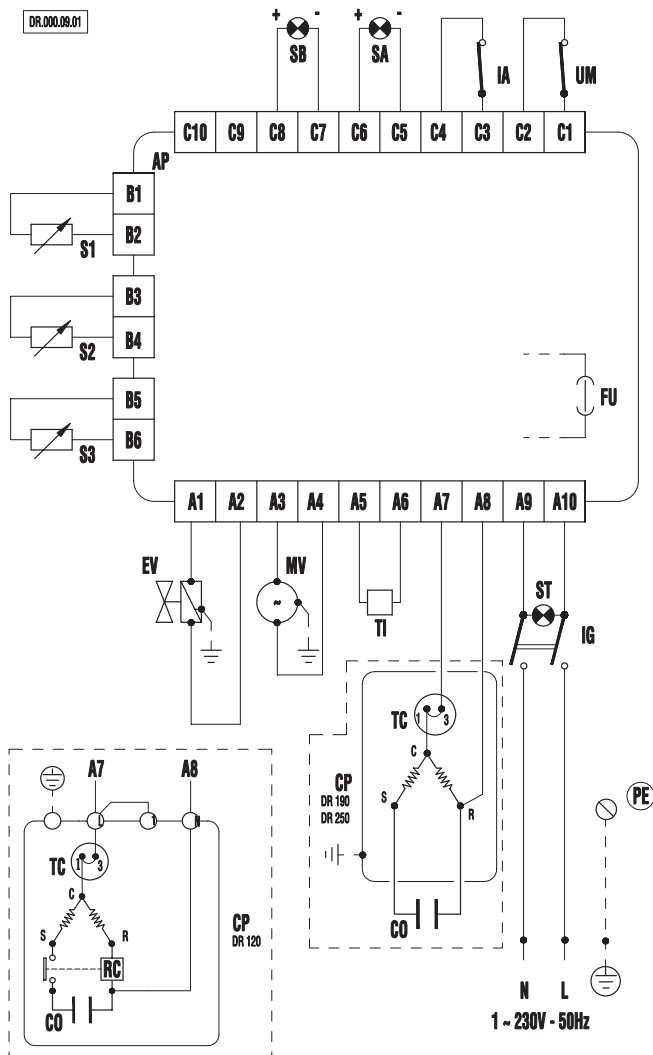 DR.000.09.01
+ - + -
SB SA IA UM
C10 C9 C8 C7 C6 C5 C4 C3 C2 C1
AP
B1
B2
S1
B3
B4
S2
B5
B6
S3
FU
A1 A2 A3 A4 A5 A6 A7 A8 A9 A10
EV MV TI ST IG
~
TC 1 3
C
CP
DR 190
DR 250
S R
CO
PE
A7 A8
L 1 N
TC 1 3
C
S R
RC
CO
CP
DR 120
N L
1 ~ 230V - 50Hz